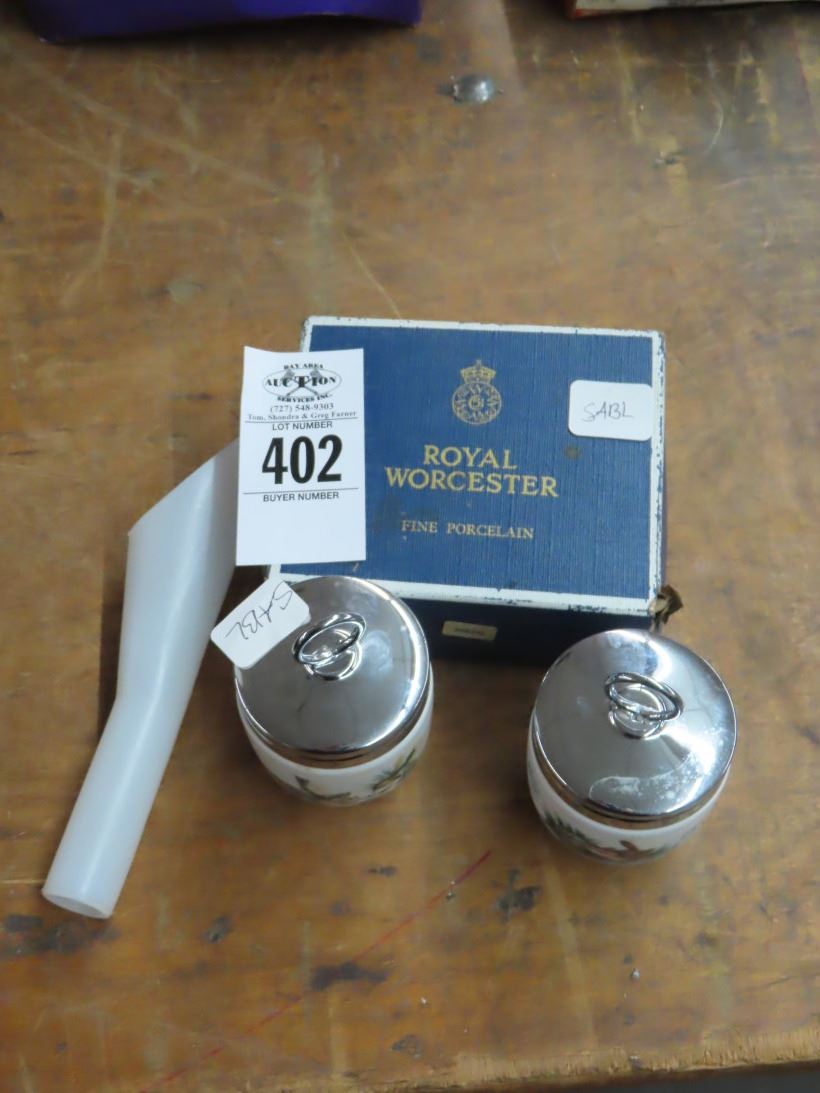 BAY AREA
AUCTION
SERVICES INC.
(727) 548-9303
Tom, Shondra & Greg Farner
LOT NUMBER
402
BUYER NUMBER
SABL
ROYAL
WORCESTER
FINE PORCELAIN
SABL